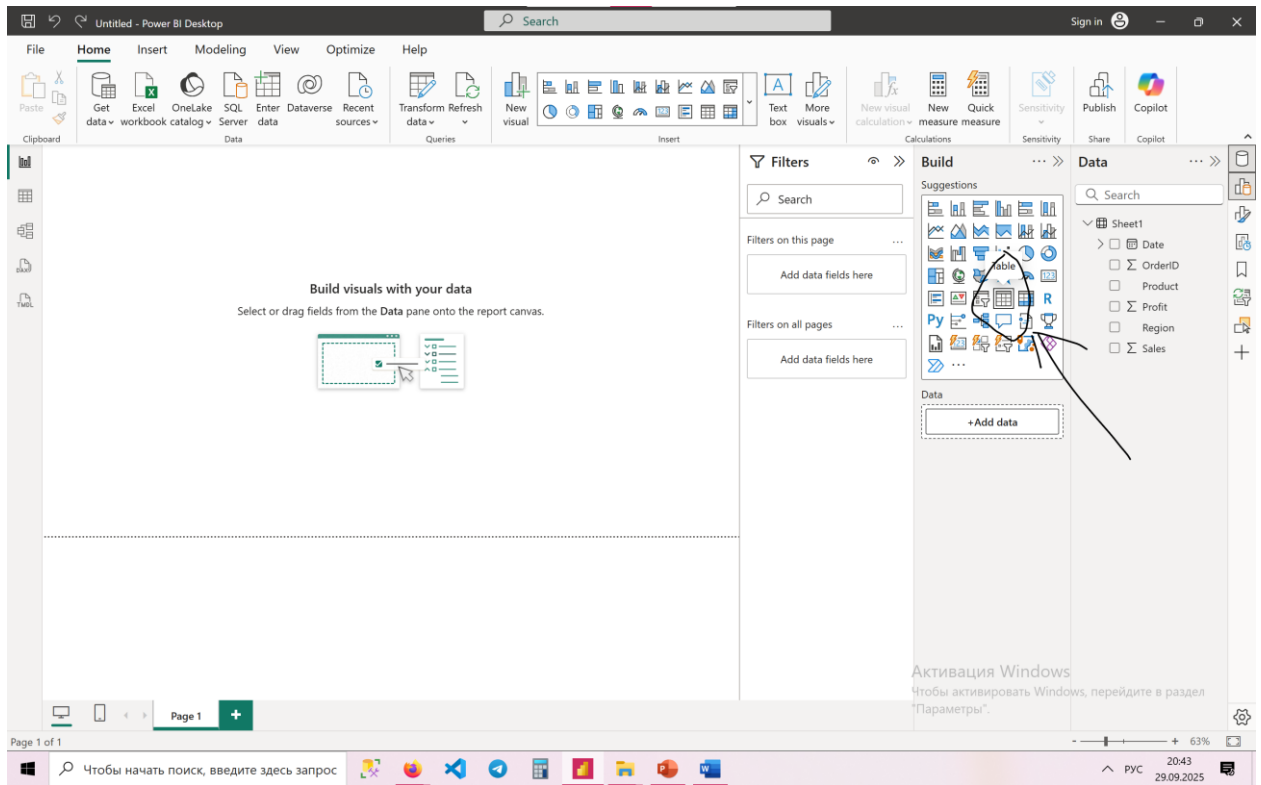 Untitled - Power BI Desktop
Search
Sign in
File Home Insert Modeling View Optimize Help
Paste
Get data
Excel workbook
OneLake catalog
SQL Server
Enter data
Dataverse
Recent sources
Transform data
Refresh
New visual
A
Text box
More visuals
New visual calculation
New measure
Quick measure
Sensitivity
Publish
Copilot
Clipboard Data Queries Insert Calculations Sensitivity Share Copilot
Filters
Search
Filters on this page ...
Add data fields here
Filters on all pages ...
Add data fields here
Build ...
Suggestions
Table
123
R
Py
...
Data
+Add data
Data ...
Search
Sheet1
Date
Σ OrderID
Product
Σ Profit
Region
Σ Sales
DAX
TMDL
Build visuals with your data
Select or drag fields from the Data pane onto the report canvas.
Активация Windows
Чтобы активировать Windows, перейдите в раздел
"Параметры".
Page 1 +
Page 1 of 1
- + 63%
Чтобы начать поиск, введите здесь запрос
РУС
20:43
29.09.2025